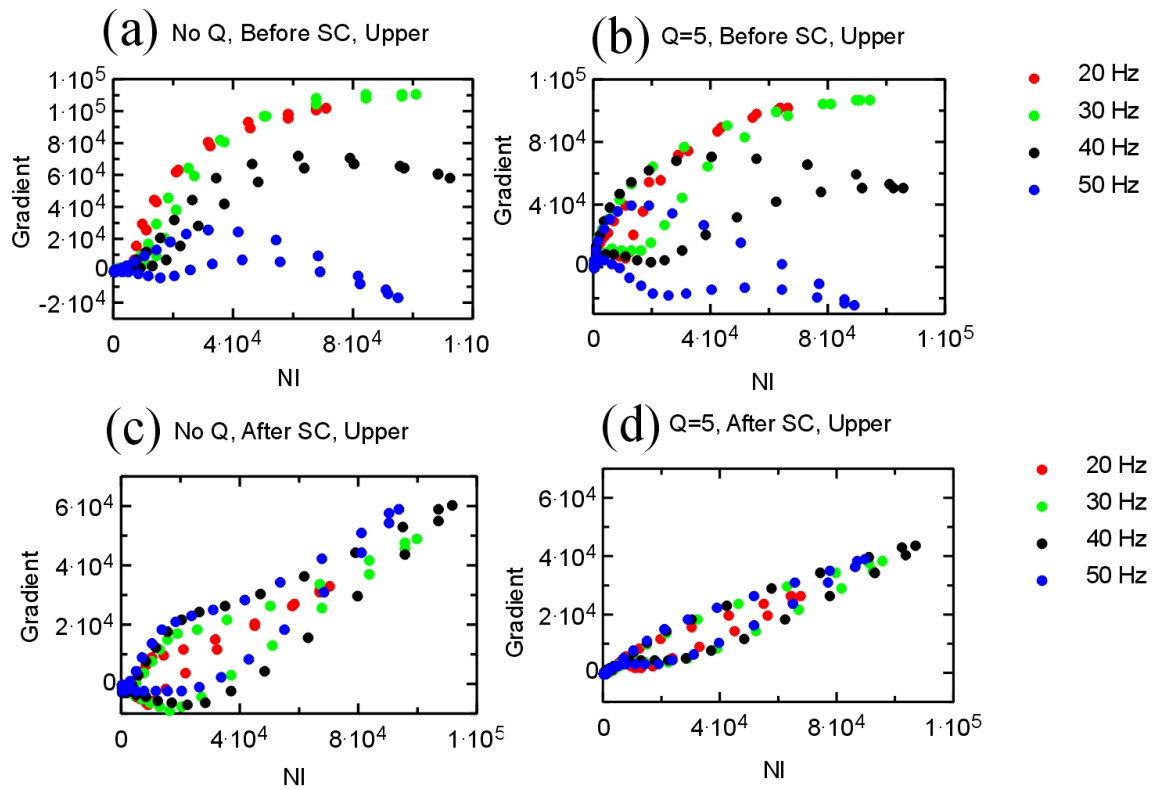 (a) No Q, Before SC, Upper
(b) Q=5, Before SC, Upper
1·10⁵
1·10⁵
8·10⁴
6·10⁴
4·10⁴
2·10⁴
0
-2·10⁴
Gradient
0 4·10⁴ 8·10⁴ 1·10
NI
1·10⁵
8·10⁴
4·10⁴
0
Gradient
0 4·10⁴ 8·10⁴ 1·10⁵
NI
20 Hz
30 Hz
40 Hz
50 Hz
(c) No Q, After SC, Upper
(d) Q=5, After SC, Upper
6·10⁴
4·10⁴
2·10⁴
0
Gradient
0 4·10⁴ 8·10⁴ 1·10⁵
NI
6·10⁴
4·10⁴
2·10⁴
0
Gradient
0 4·10⁴ 8·10⁴ 1·10⁵
NI
20 Hz
30 Hz
40 Hz
50 Hz